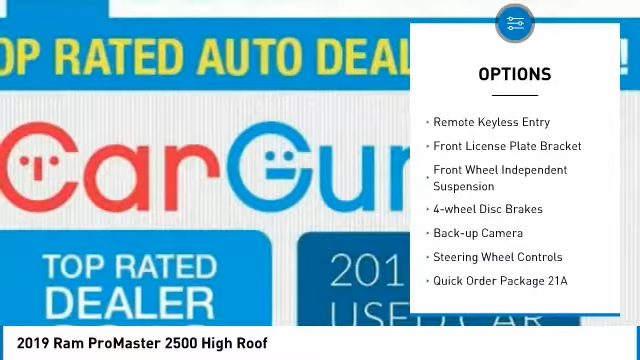 OP RATED AUTO DEAL
!
CarGur
TOP RATED
DEALER
201
USED CAR
OPTIONS
Remote Keyless Entry
Front License Plate Bracket
Front Wheel Independent
Suspension
4-wheel Disc Brakes
Back-up Camera
Steering Wheel Controls
Quick Order Package 21A
2019 Ram ProMaster 2500 High Roof